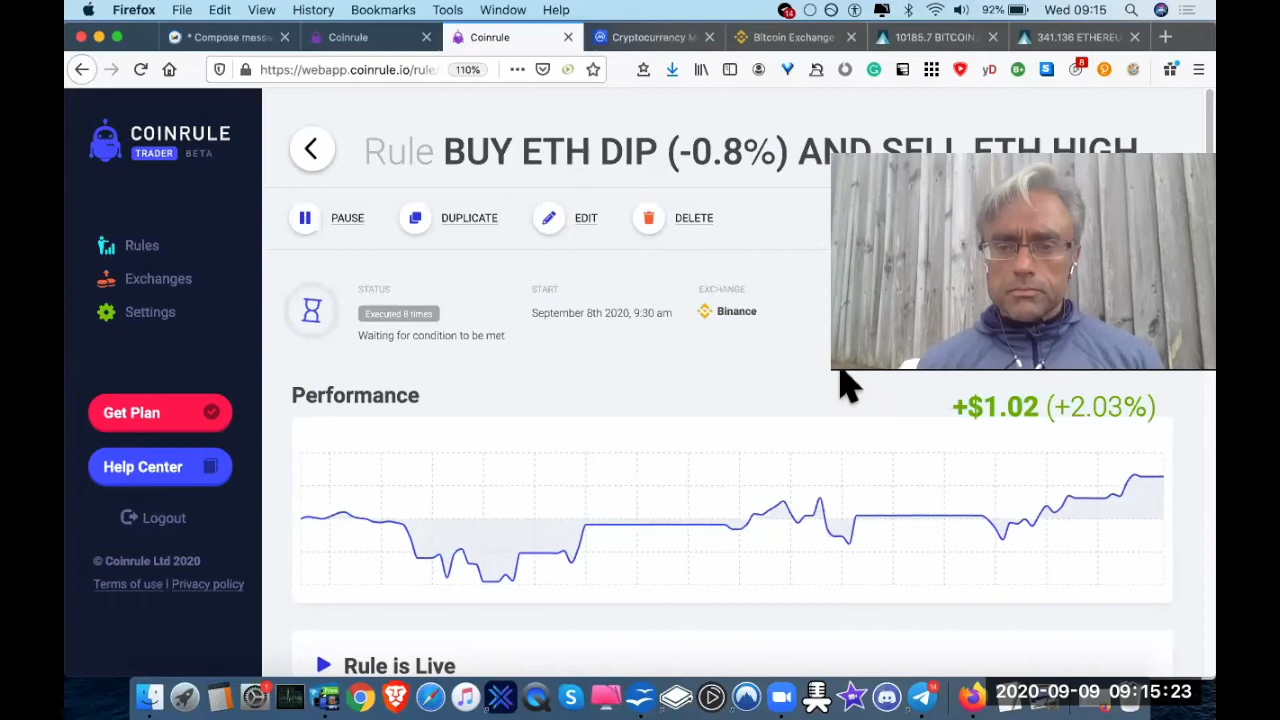 Firefox File Edit View History Bookmarks Tools Window Help 14 92% Wed 09:15
* Compose messa Coinrule Coinrule Cryptocurrency M Bitcoin Exchange 10185.7 BITCOIN 341.136 ETHEREU
https://webapp.coinrule.io/rule/ 110% yD B+ S 8
COINRULE
TRADER BETA
Rules
Exchanges
Settings
Get Plan
Help Center
Logout
© Coinrule Ltd 2020
Terms of use | Privacy policy
Rule BUY ETH DIP (-0.8%) AND SELL ETH HIGH
PAUSE DUPLICATE EDIT DELETE
STATUS START EXCHANGE
Executed 8 times September 8th 2020, 9:30 am Binance
Waiting for condition to be met
Performance
+$1.02 (+2.03%)
Rule is Live
14
2020-09-09 09:15:23